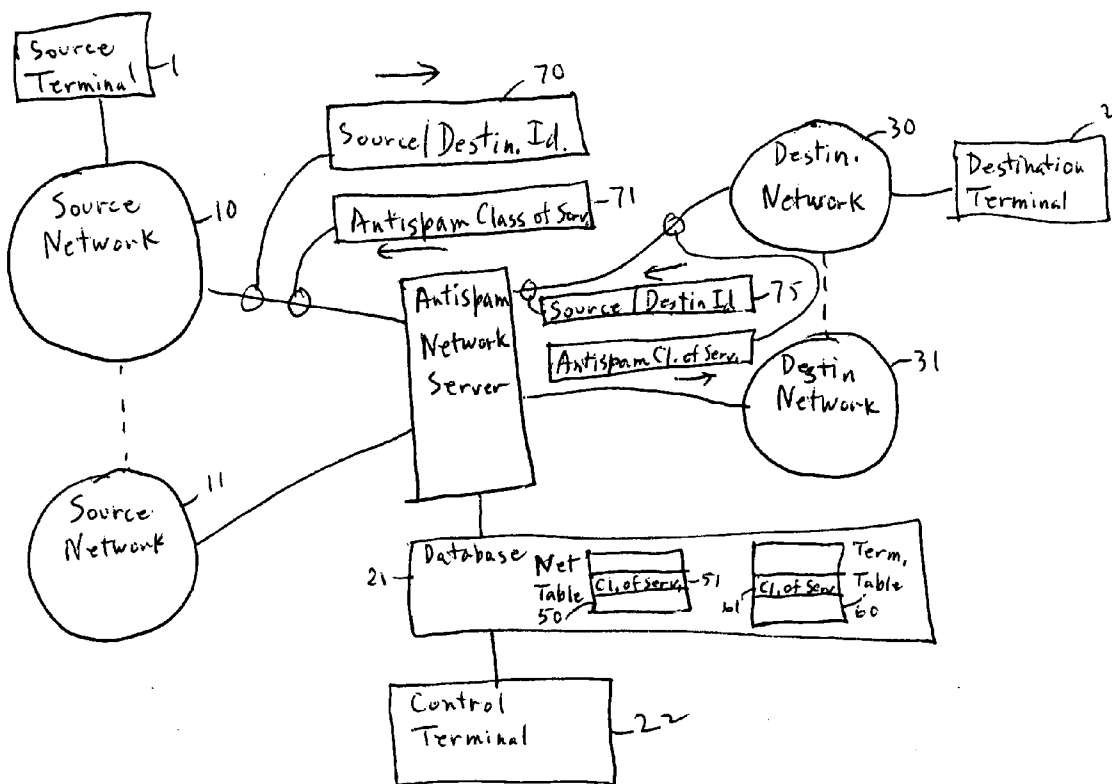 Source
Terminal
1
70
Source/Destin. Id.
Source
Network
10
Antispam Class of Serv.
71
Destin.
Network
30
Destination
Terminal
2
Antispam
Network
Server
Source/Destin Id
75
Antispam Cl. of Serv.
Destin
Network
31
Source
Network
11
Database
21
Net
Table
50
Cl. of Serv.
51
Term.
Table
60
Cl. of Serv.
61
Control
Terminal
22